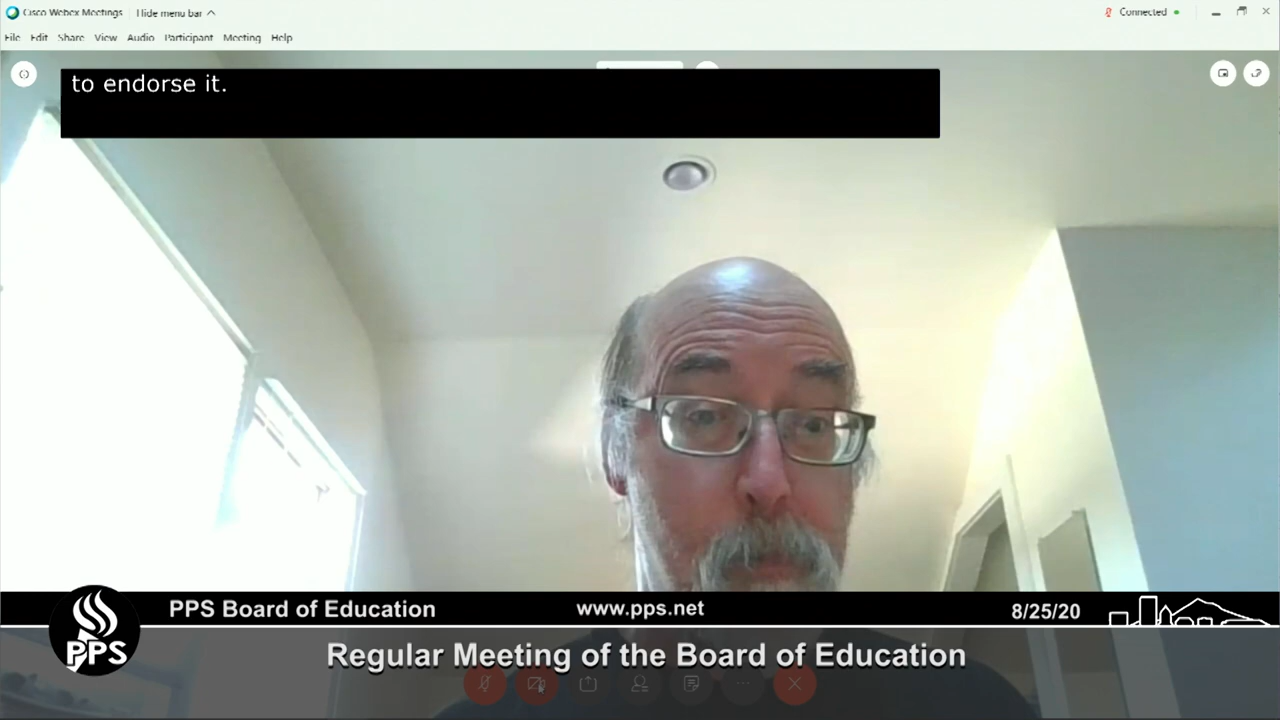 Cisco Webex Meetings Hide menu bar Connected
File Edit Share View Audio Participant Meeting Help
to endorse it.
PPS Board of Education www.pps.net 8/25/20
PPS
Regular Meeting of the Board of Education